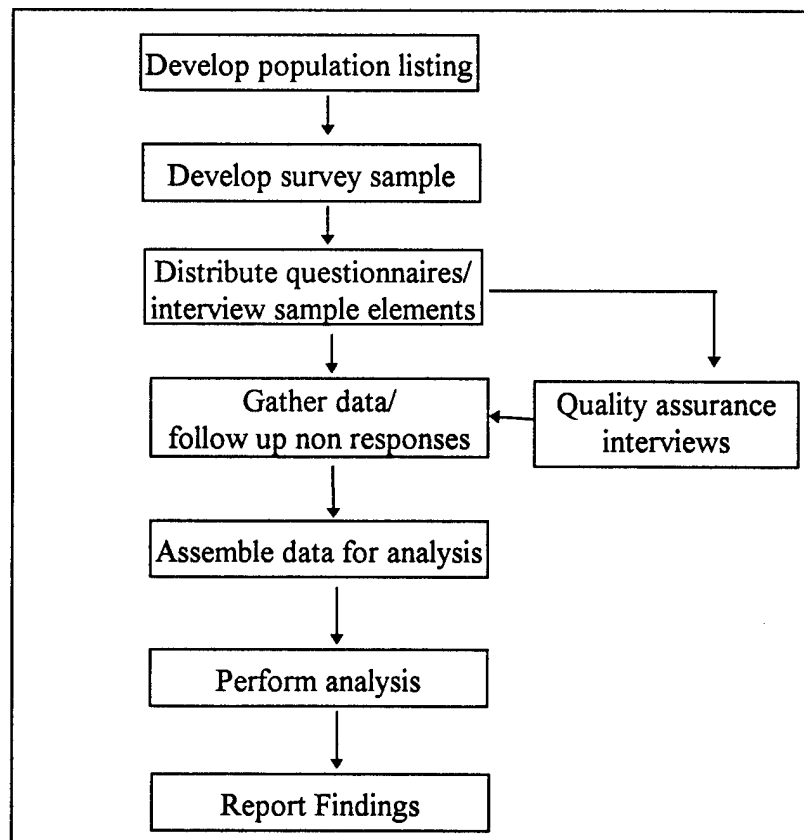 Develop population listing
Develop survey sample
Distribute questionnaires/
interview sample elements
Gather data/
follow up non responses
Quality assurance
interviews
Assemble data for analysis
Perform analysis
Report Findings